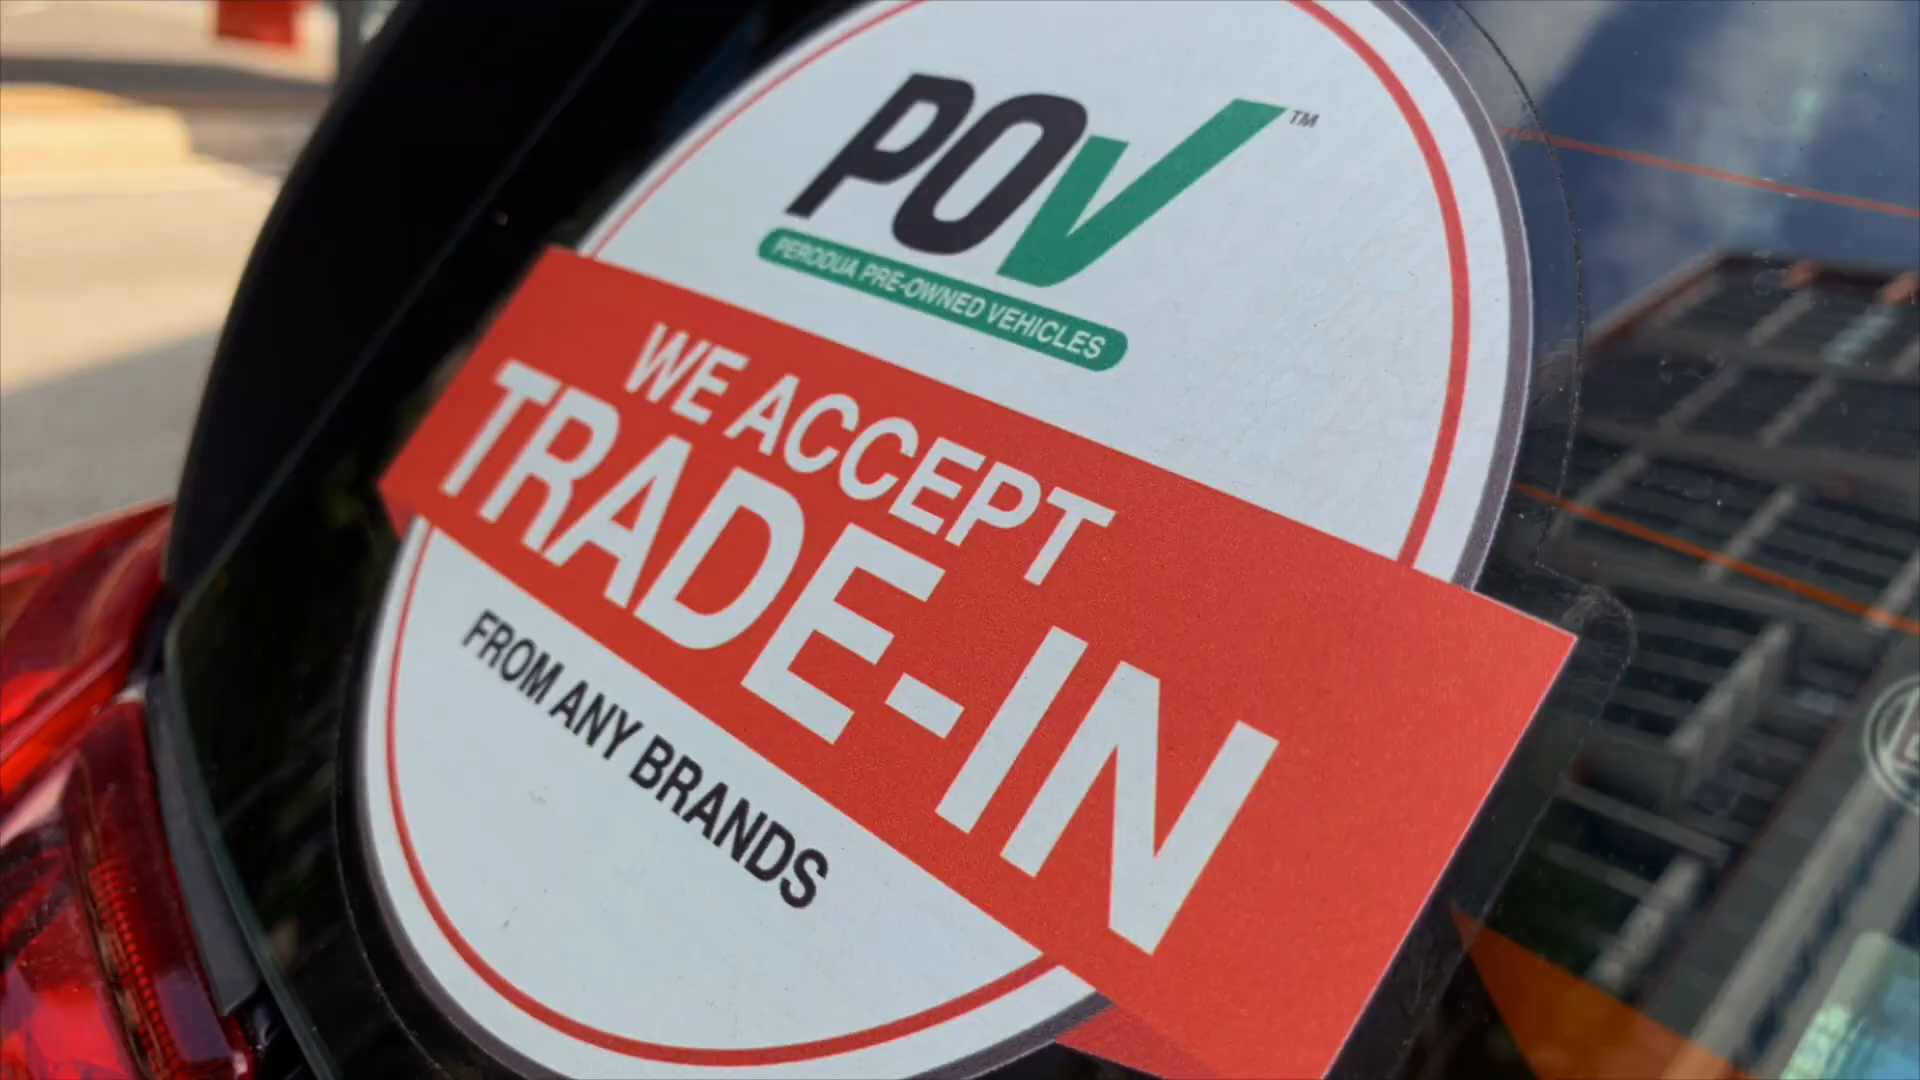 POV™
PERODUA PRE-OWNED VEHICLES
WE ACCEPT
TRADE-IN
FROM ANY BRANDS